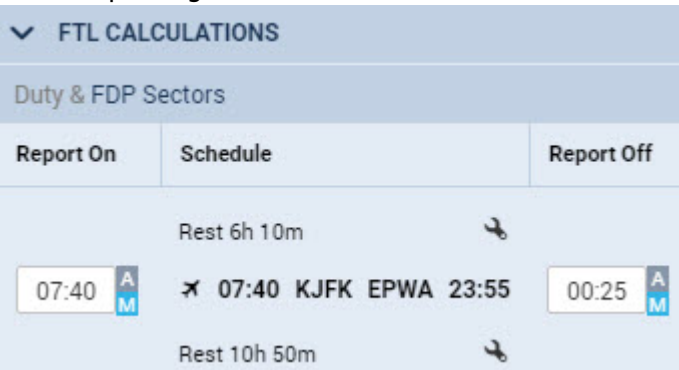 FTL CALCULATIONS
Duty & FDP Sectors
Report On Schedule Report Off
Rest 6h 10m
07:40 A M 07:40 KJFK EPWA 23:55 00:25 A M
Rest 10h 50m